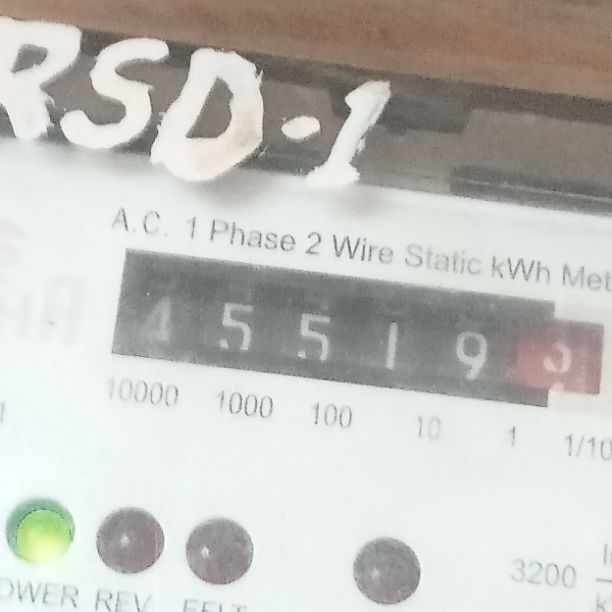 RSD-1
A.C. 1 Phase 2 Wire Static kWh Met
4 5 5 1 9
10000 1000 100 10 1 1/10
3200
OWER REV